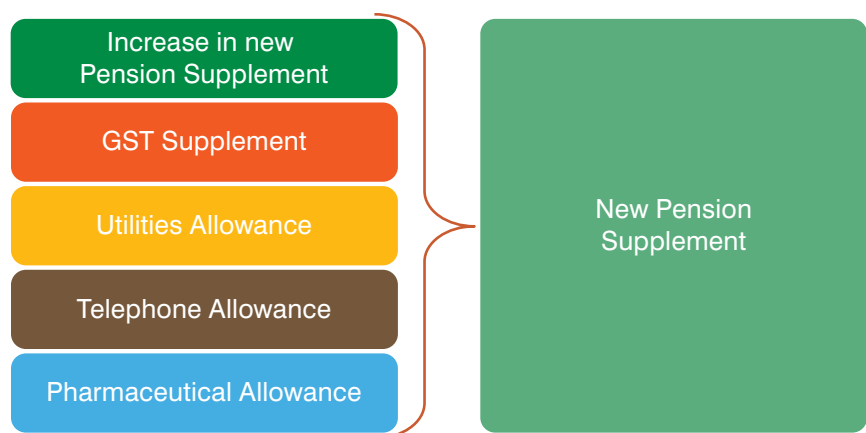 Increase in new
Pension Supplement
GST Supplement
Utilities Allowance
Telephone Allowance
Pharmaceutical Allowance
New Pension
Supplement